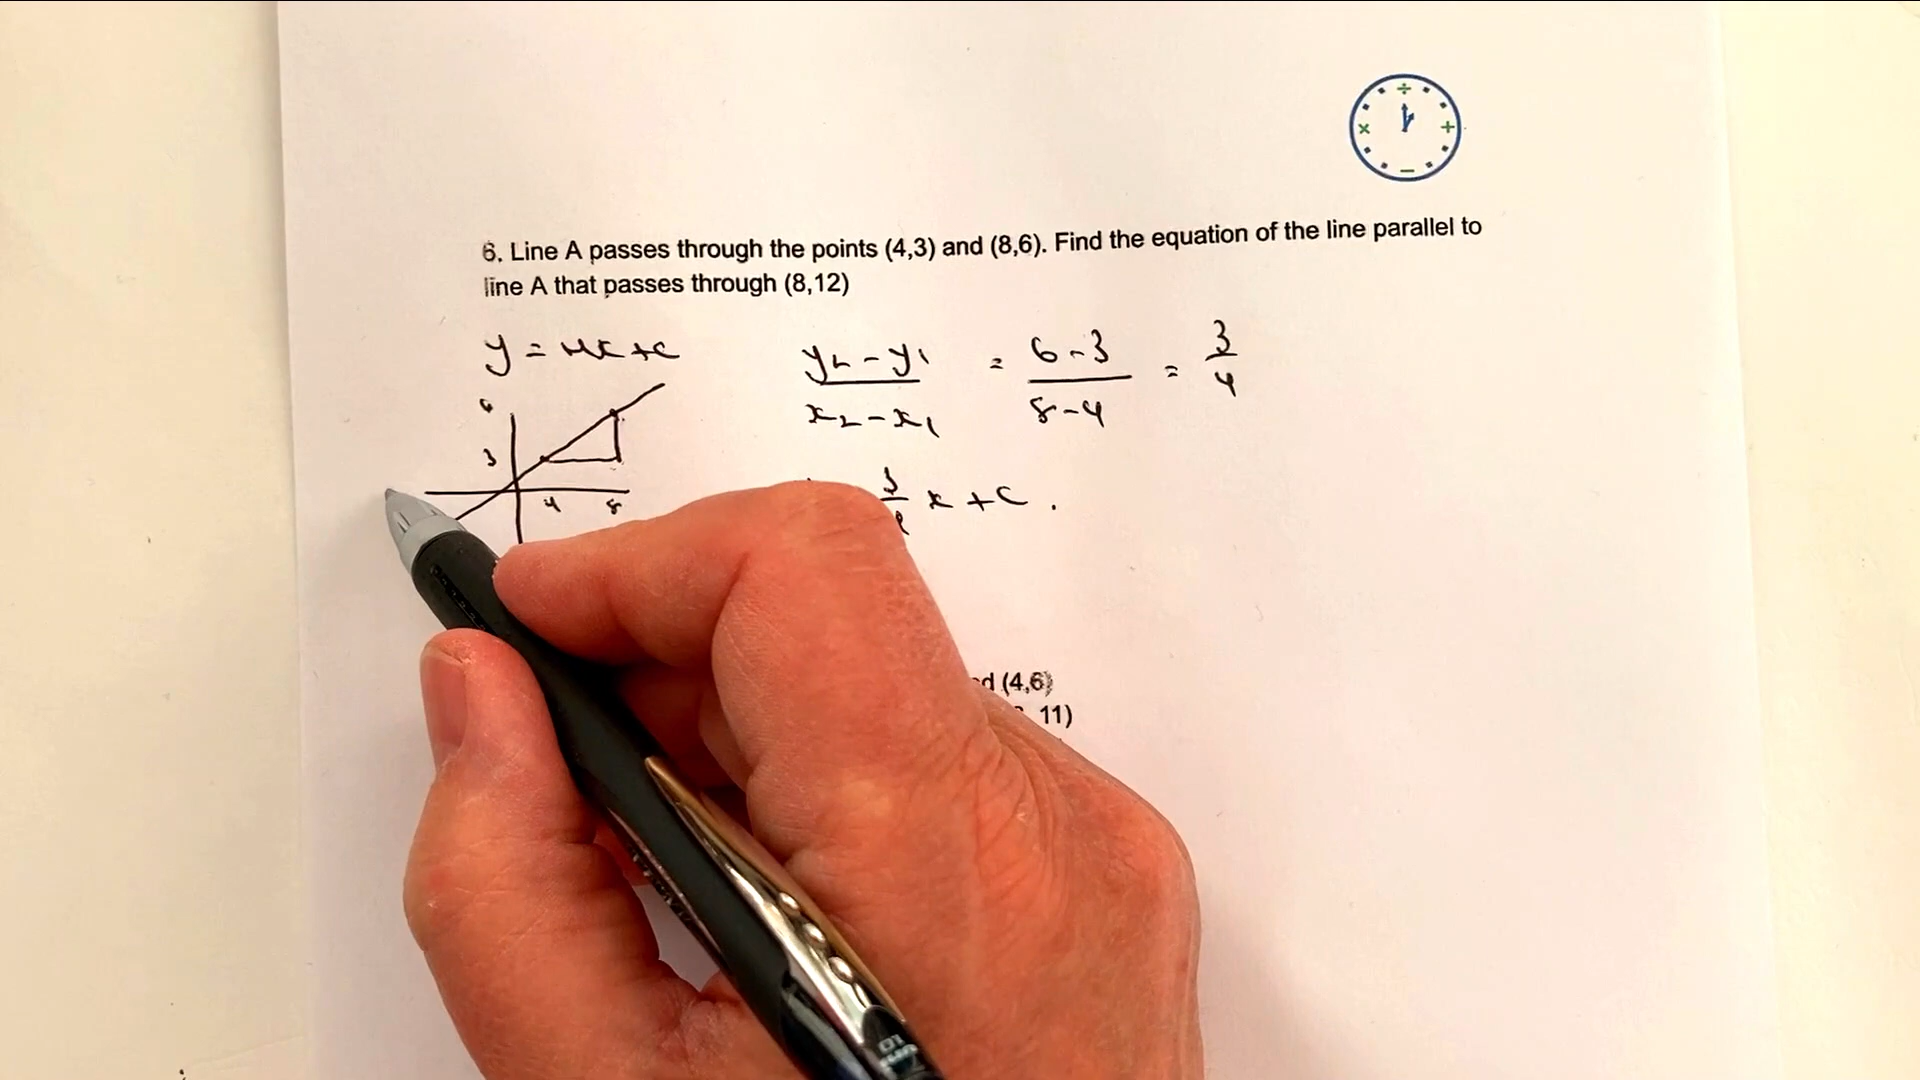 6. Line A passes through the points (4,3) and (8,6). Find the equation of the line parallel to
line A that passes through (8,12)
y = mx + c
y₂ - y₁ / x₂ - x₁ = 6 - 3 / 8 - 4 = 3 / 4
6
3
4 8
x + c .
(4,6)
11)